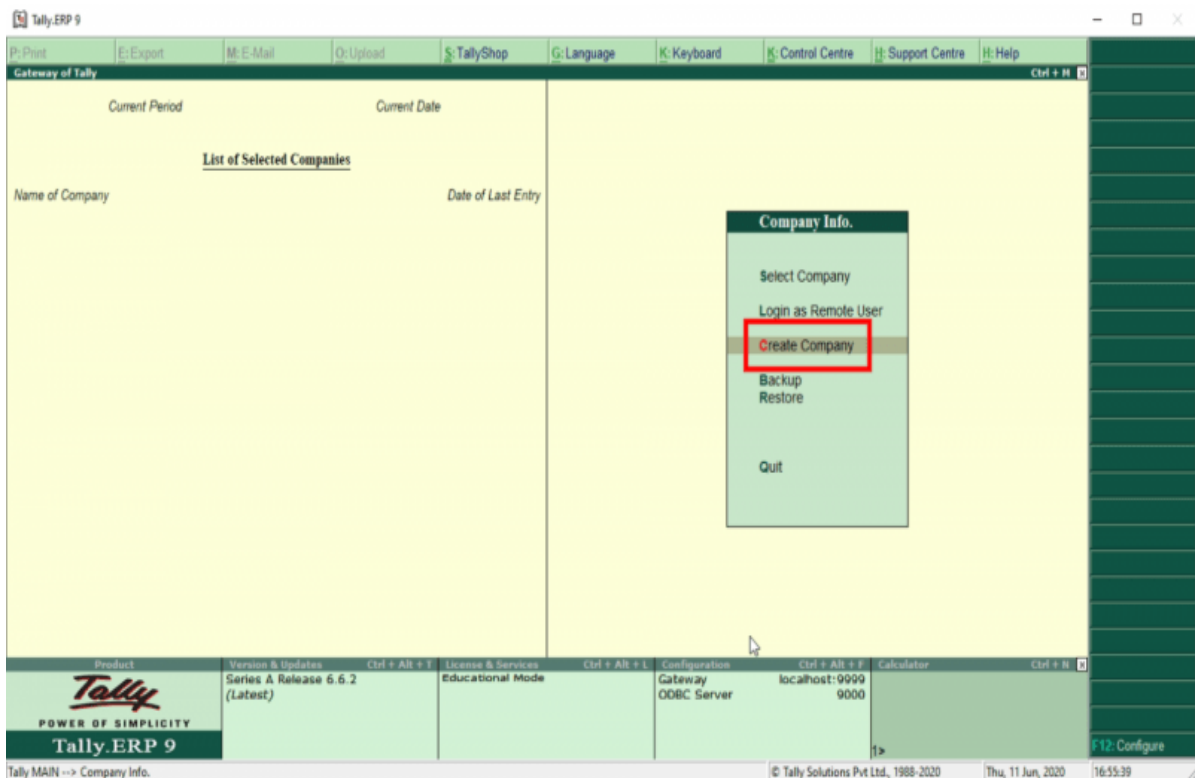 Tally.ERP 9
P: Print E: Export M: E-Mail O: Upload S: TallyShop G: Language K: Keyboard K: Control Centre H: Support Centre H: Help
Gateway of Tally Ctrl + M
Current Period Current Date
List of Selected Companies
Name of Company Date of Last Entry
Company Info.
Select Company
Login as Remote User
Create Company
Backup
Restore
Quit
Product Version & Updates Ctrl + Alt + T License & Services Ctrl + Alt + L Configuration Ctrl + Alt + F Calculator Ctrl + N
Tally
POWER OF SIMPLICITY
Tally.ERP 9
Series A Release 6.6.2
(Latest)
Educational Mode
Gateway localhost:9999
ODBC Server 9000
1>
F12: Configure
Tally MAIN --> Company Info. © Tally Solutions Pvt Ltd., 1988-2020 Thu, 11 Jun, 2020 16:55:39